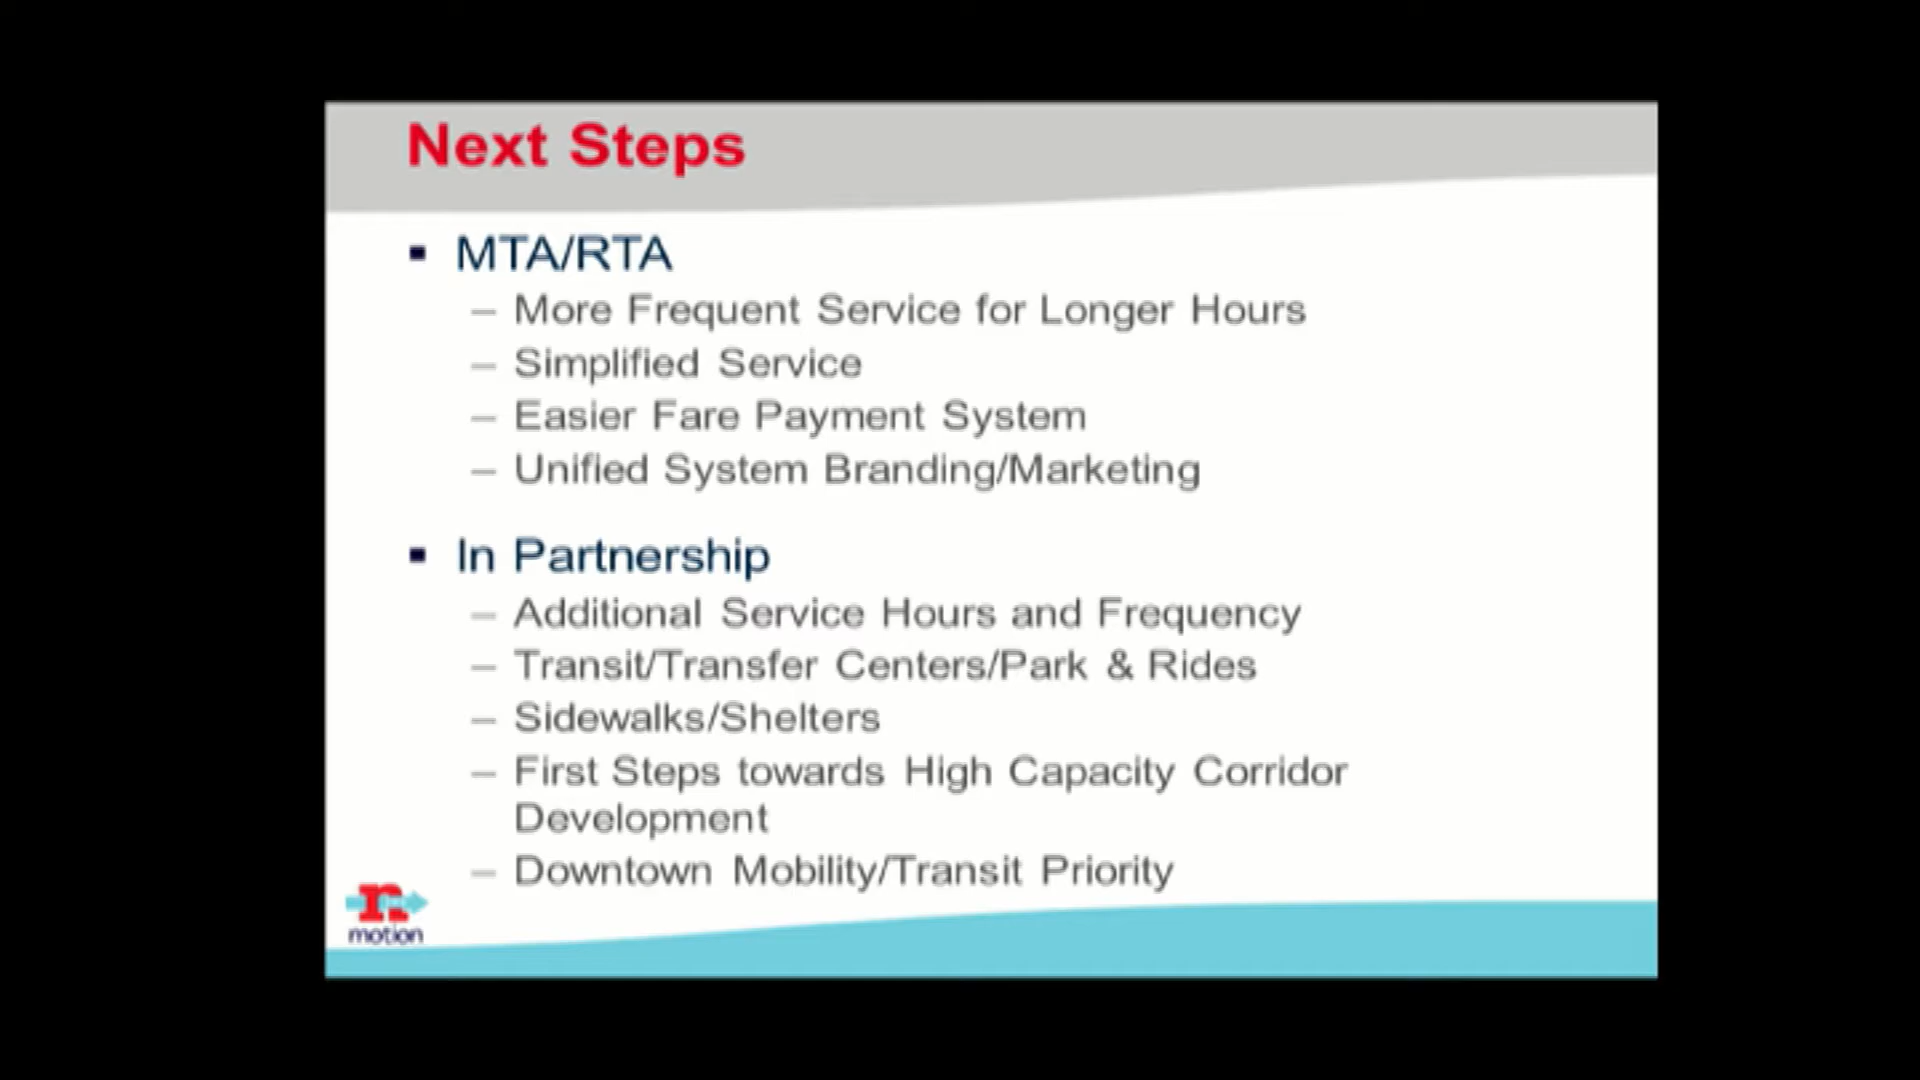 Next Steps
▪ MTA/RTA
– More Frequent Service for Longer Hours
– Simplified Service
– Easier Fare Payment System
– Unified System Branding/Marketing
▪ In Partnership
– Additional Service Hours and Frequency
– Transit/Transfer Centers/Park & Rides
– Sidewalks/Shelters
– First Steps towards High Capacity Corridor
Development
– Downtown Mobility/Transit Priority
n
motion